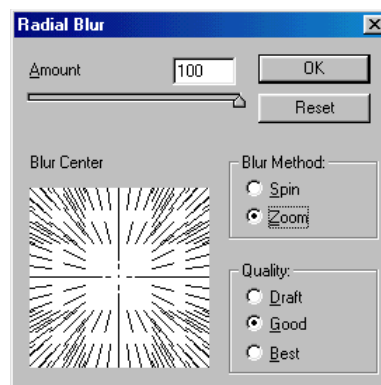 Radial Blur
Amount 100 OK
Reset
Blur Center
Blur Method:
Spin
Zoom
Quality:
Draft
Good
Best